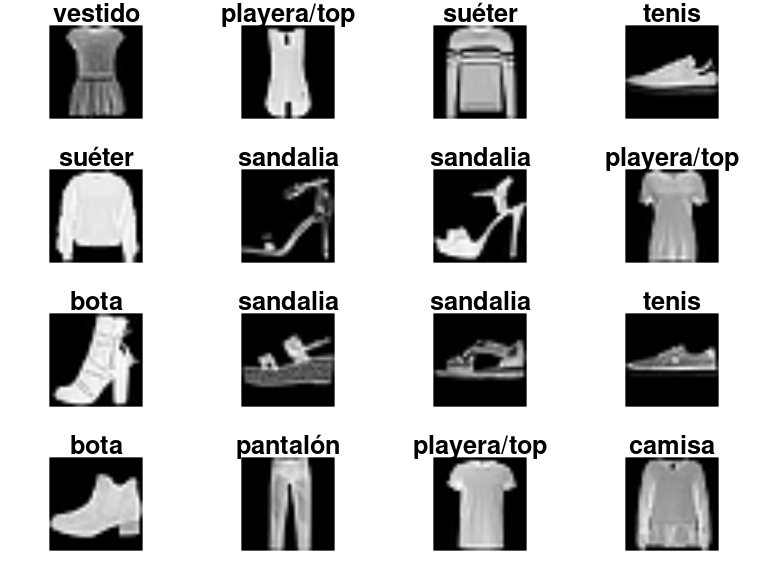 vestido playera/top suéter tenis
suéter sandalia sandalia playera/top
bota sandalia sandalia tenis
bota pantalón playera/top camisa